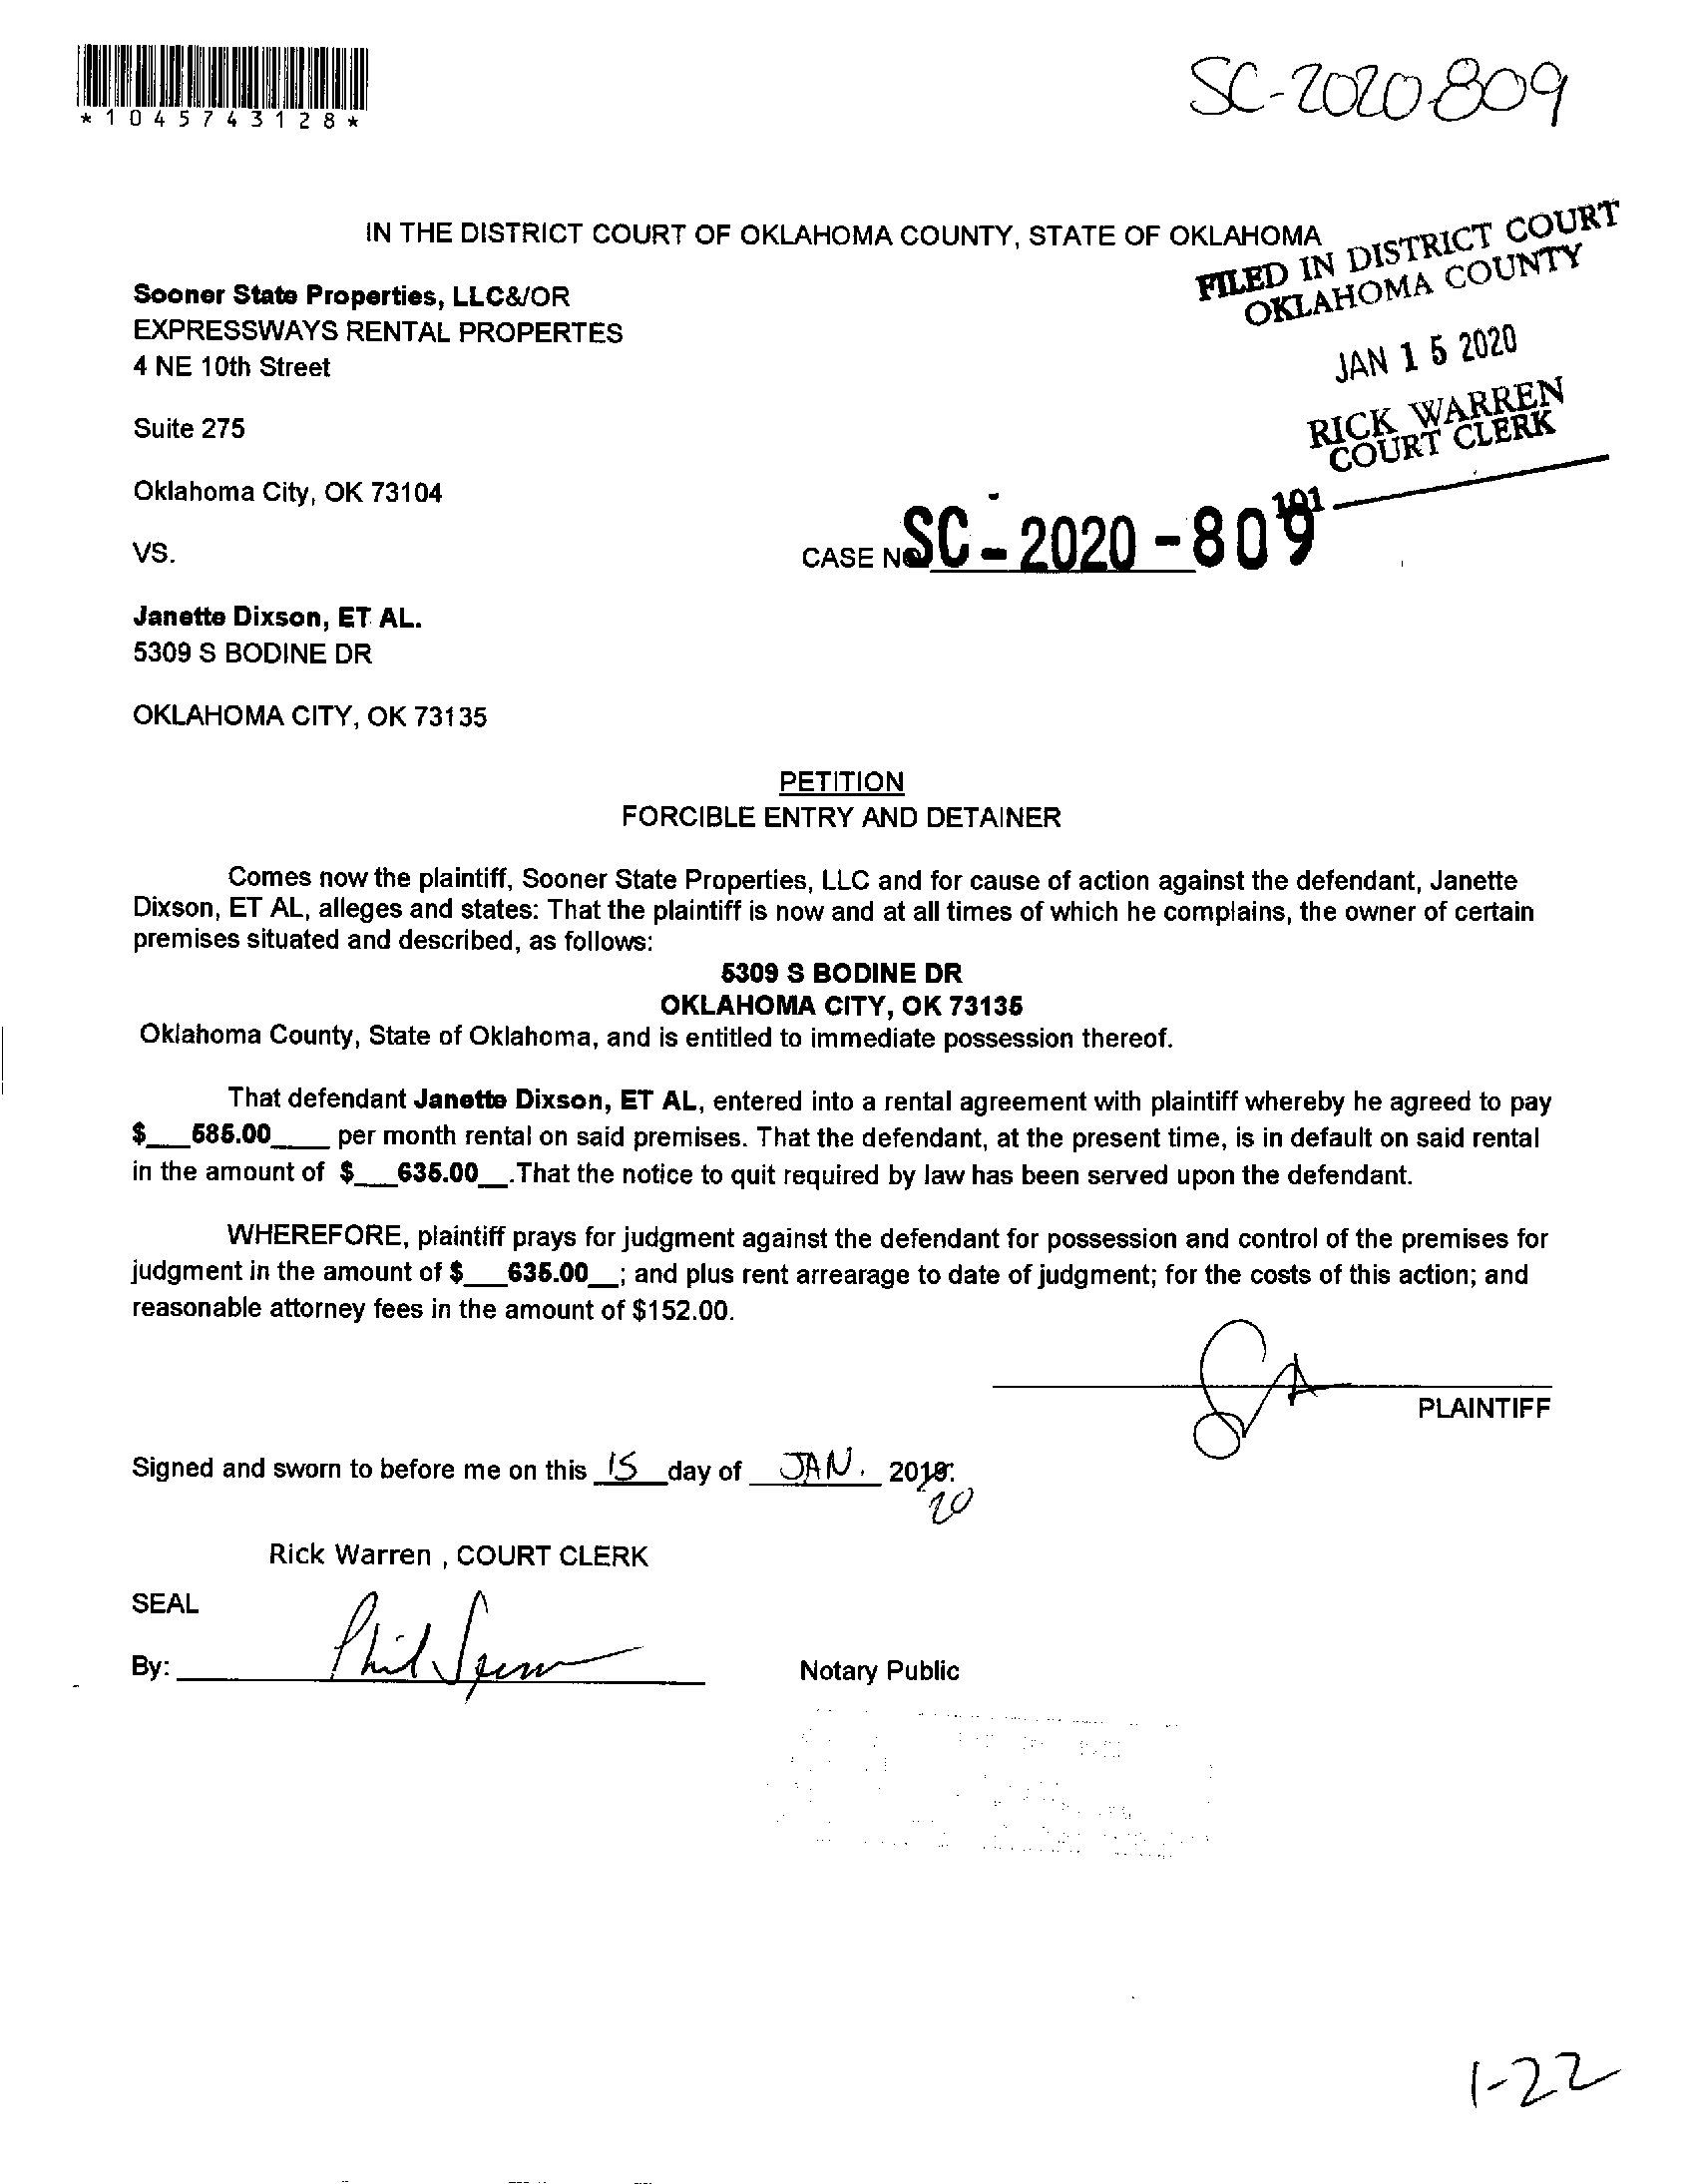 *1045743128*
SC-2020-809
IN THE DISTRICT COURT OF OKLAHOMA COUNTY, STATE OF OKLAHOMA
FILED IN DISTRICT COURT
OKLAHOMA COUNTY
JAN 15 2020
RICK WARREN
COURT CLERK
101
Sooner State Properties, LLC&/OR
EXPRESSWAYS RENTAL PROPERTES
4 NE 10th Street
Suite 275
Oklahoma City, OK 73104
VS.
CASE NO SC-2020-809
Janette Dixson, ET AL.
5309 S BODINE DR
OKLAHOMA CITY, OK 73135
PETITION
FORCIBLE ENTRY AND DETAINER
Comes now the plaintiff, Sooner State Properties, LLC and for cause of action against the defendant, Janette
Dixson, ET AL, alleges and states: That the plaintiff is now and at all times of which he complains, the owner of certain
premises situated and described, as follows:
5309 S BODINE DR
OKLAHOMA CITY, OK 73135
Oklahoma County, State of Oklahoma, and is entitled to immediate possession thereof.
That defendant Janette Dixson, ET AL, entered into a rental agreement with plaintiff whereby he agreed to pay
$___585.00____ per month rental on said premises. That the defendant, at the present time, is in default on said rental
in the amount of $___635.00__.That the notice to quit required by law has been served upon the defendant.
WHEREFORE, plaintiff prays for judgment against the defendant for possession and control of the premises for
judgment in the amount of $___635.00__; and plus rent arrearage to date of judgment; for the costs of this action; and
reasonable attorney fees in the amount of $152.00.
PLAINTIFF
Signed and sworn to before me on this 15 day of JAN. 2019.
20
Rick Warren , COURT CLERK
SEAL
By:
Notary Public
1-22